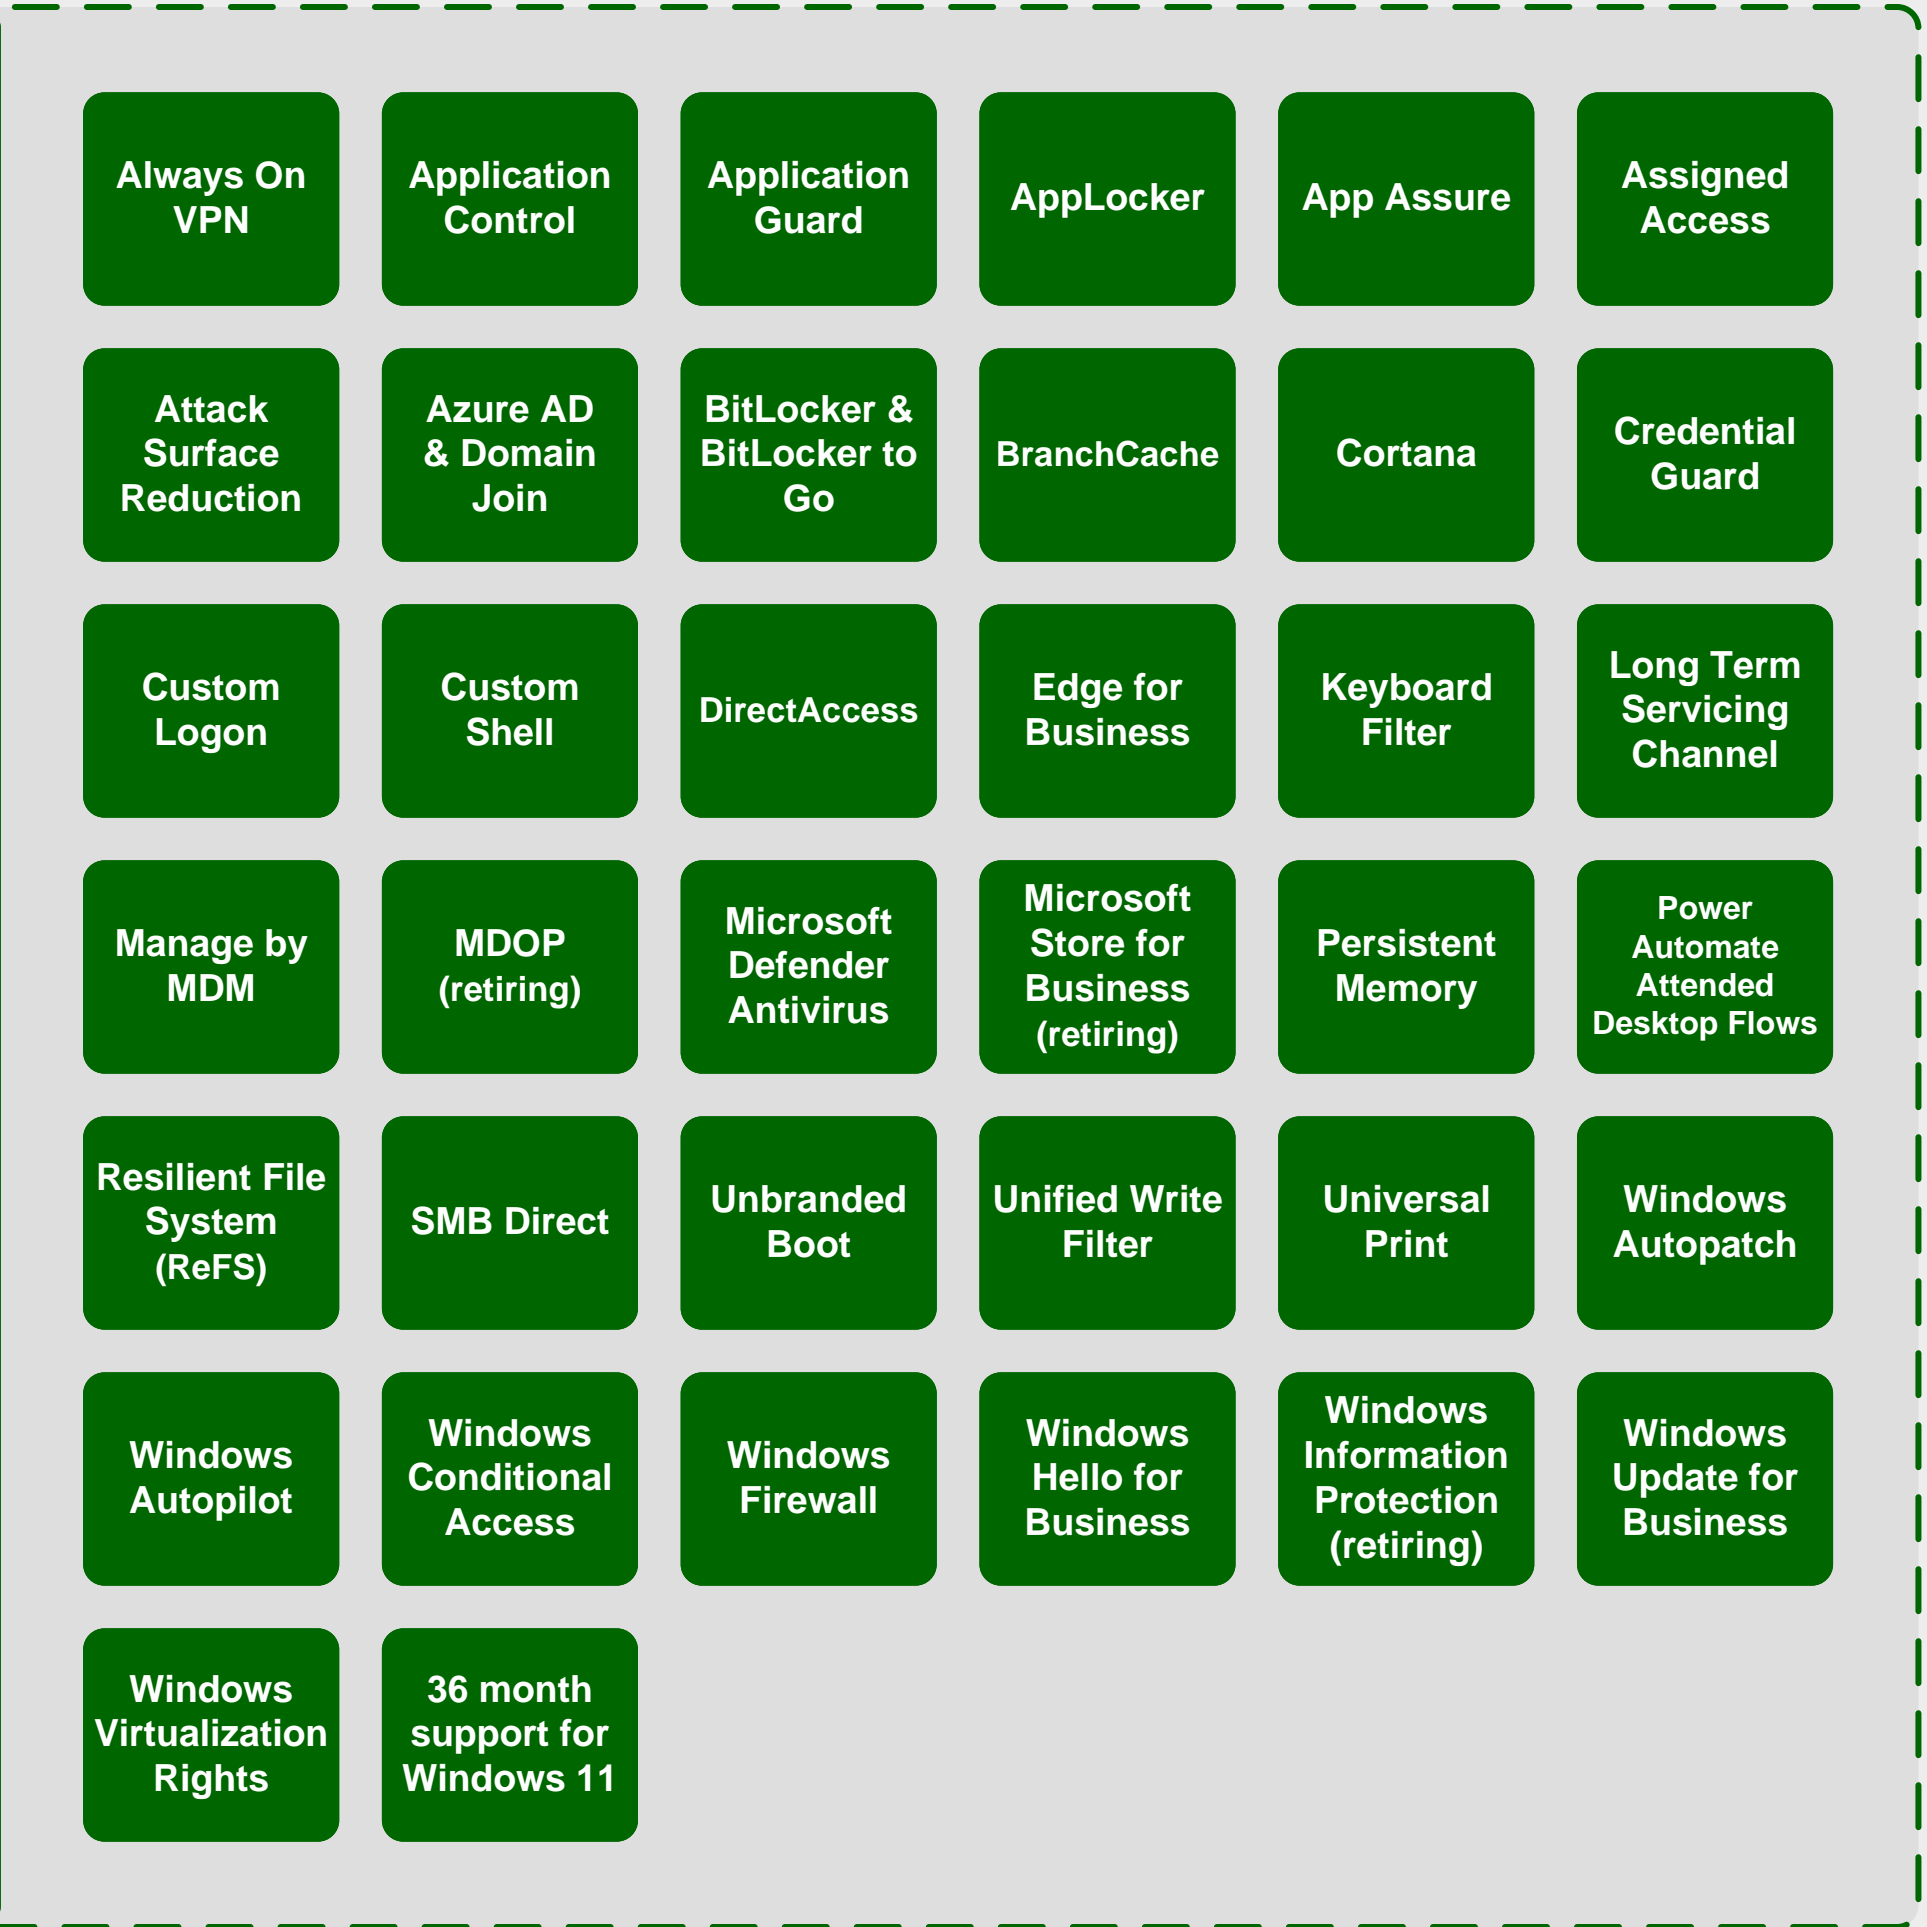 Always On
VPN
Application
Control
Application
Guard
AppLocker
App Assure
Assigned
Access
Attack
Surface
Reduction
Azure AD
& Domain
Join
BitLocker &
BitLocker to
Go
BranchCache
Cortana
Credential
Guard
Custom
Logon
Custom
Shell
DirectAccess
Edge for
Business
Keyboard
Filter
Long Term
Servicing
Channel
Manage by
MDM
MDOP
(retiring)
Microsoft
Defender
Antivirus
Microsoft
Store for
Business
(retiring)
Persistent
Memory
Power
Automate
Attended
Desktop Flows
Resilient File
System
(ReFS)
SMB Direct
Unbranded
Boot
Unified Write
Filter
Universal
Print
Windows
Autopatch
Windows
Autopilot
Windows
Conditional
Access
Windows
Firewall
Windows
Hello for
Business
Windows
Information
Protection
(retiring)
Windows
Update for
Business
Windows
Virtualization
Rights
36 month
support for
Windows 11